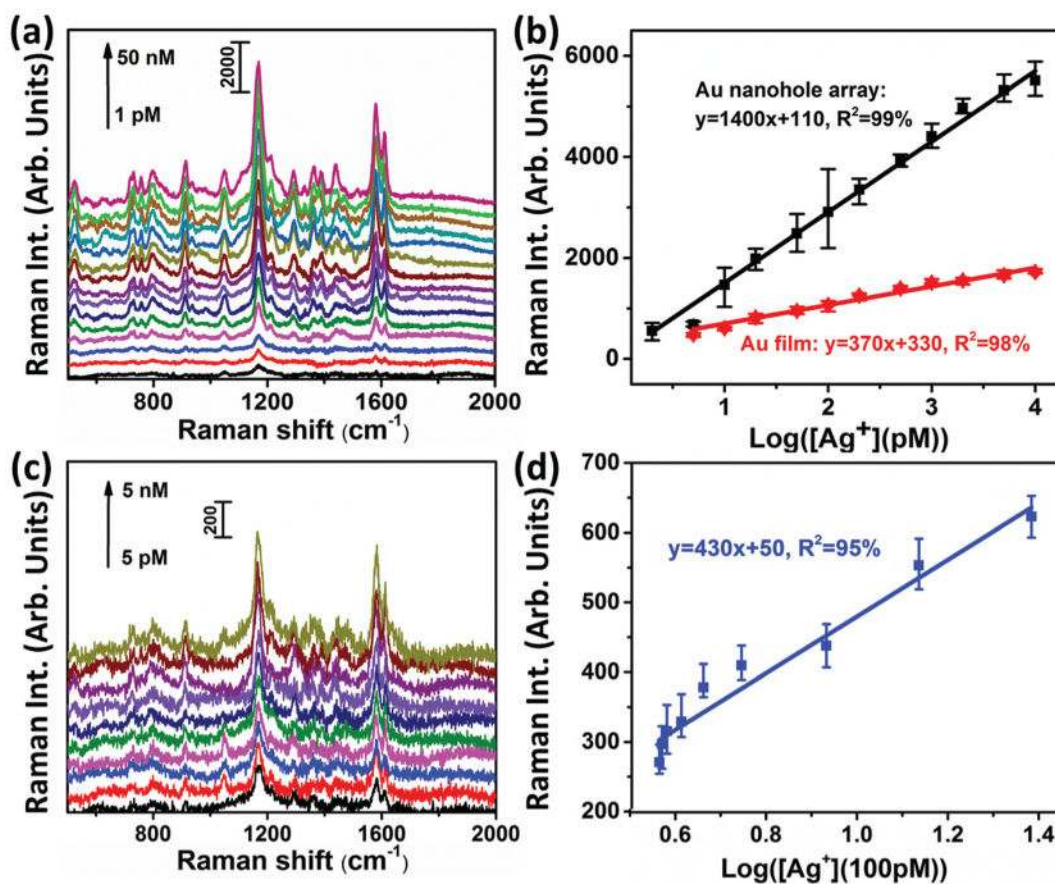 (a)
50 nM
1 pM
2000
Raman Int. (Arb. Units)
800 1200 1600 2000
Raman shift (cm⁻¹)
(b)
6000
4000
2000
0
Raman Int. (Arb. Units)
Au nanohole array:
y=1400x+110, R²=99%
Au film: y=370x+330, R²=98%
1 2 3 4
Log([Ag⁺](pM))
(c)
5 nM
5 pM
200
Raman Int. (Arb. Units)
800 1200 1600 2000
Raman shift (cm⁻¹)
(d)
700
600
500
400
300
200
Raman Int. (Arb. Units)
y=430x+50, R²=95%
0.6 0.8 1.0 1.2 1.4
Log([Ag⁺](100pM))